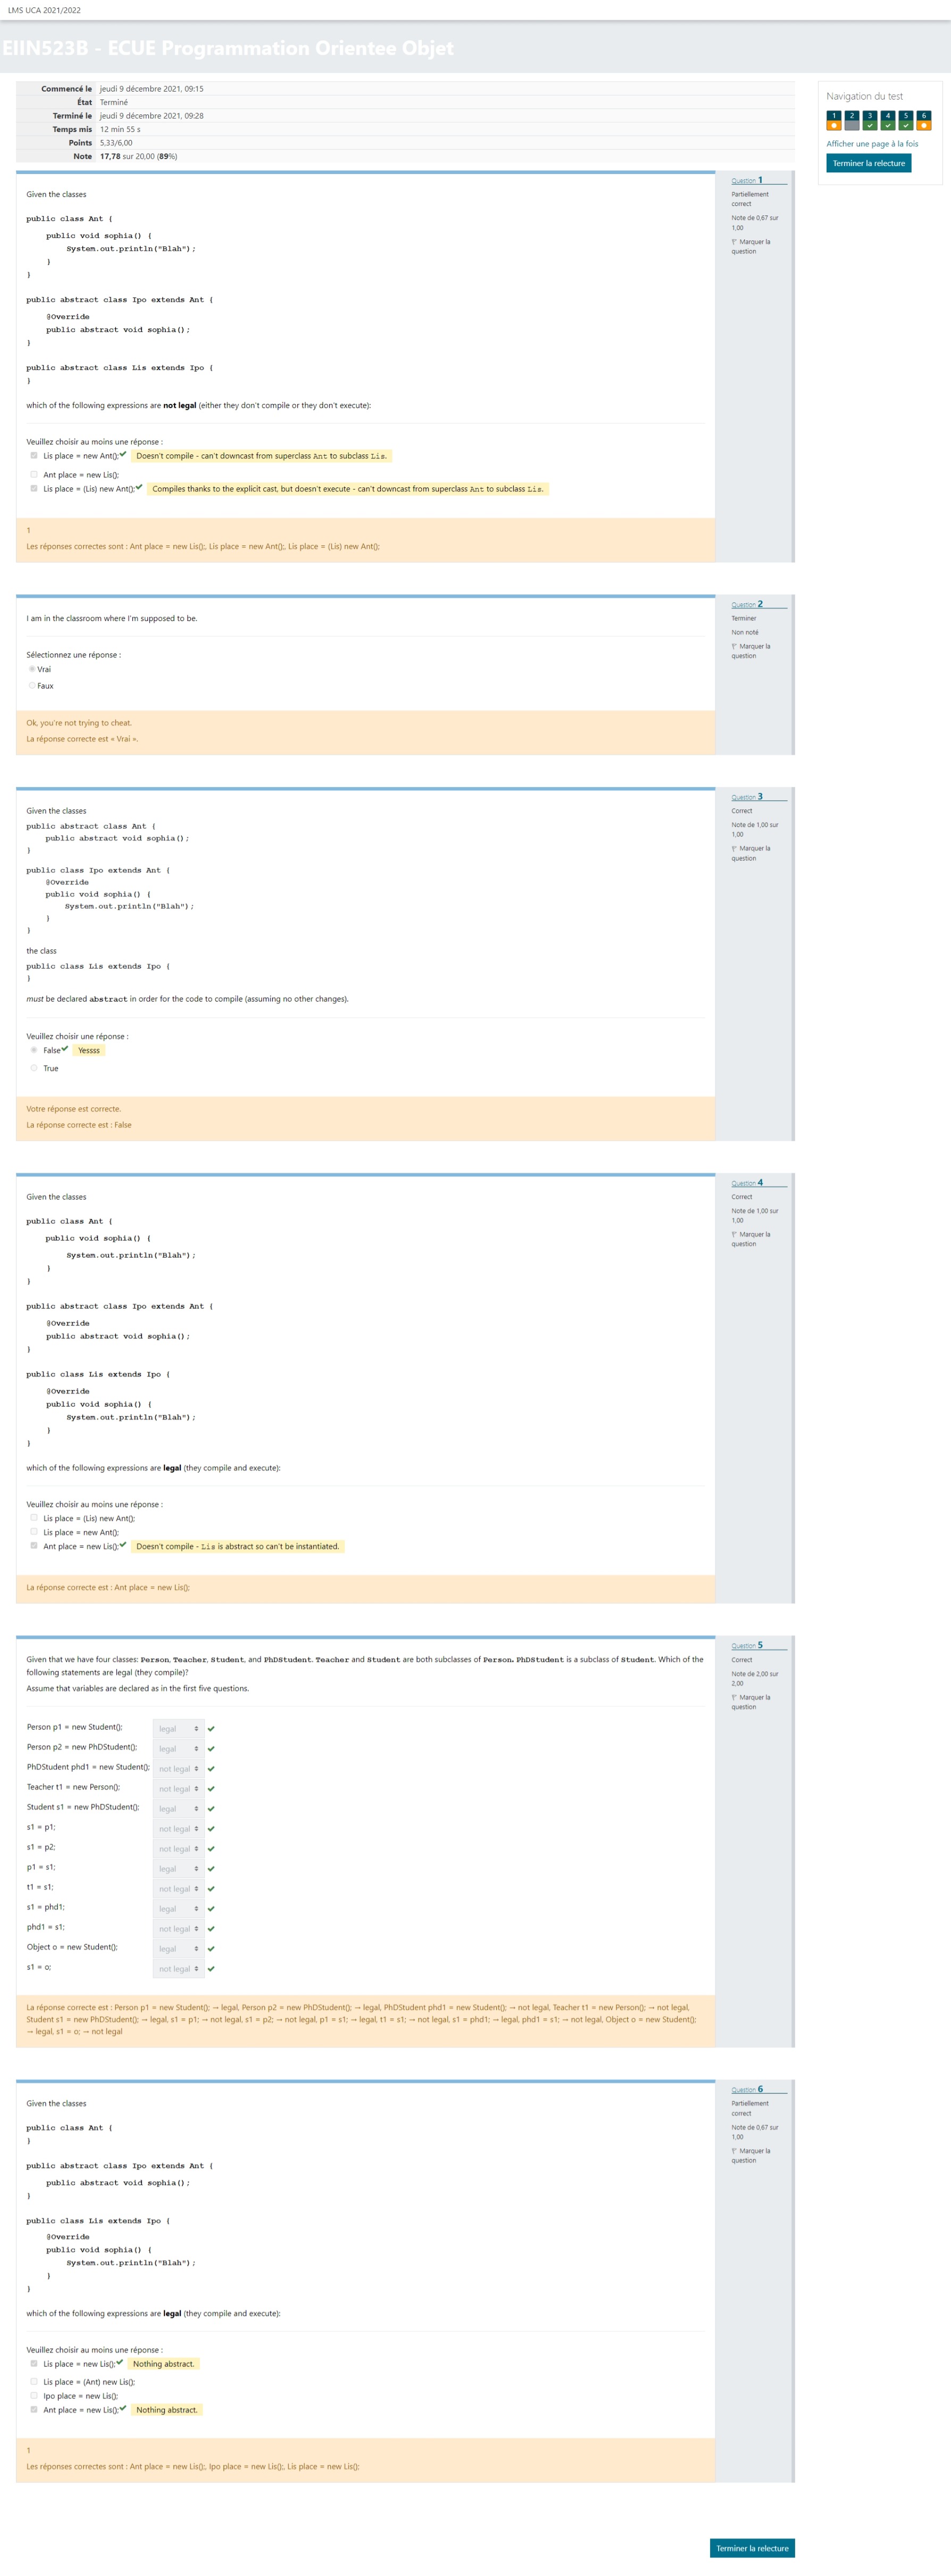 LMS UCA 2021/2022
EIIN523B - ECUE Programmation Orientee Objet
Commencé le jeudi 9 décembre 2021, 09:15
État Terminé
Terminé le jeudi 9 décembre 2021, 09:28
Temps mis 12 min 55 s
Points 5,33/6,00
Note 17,78 sur 20,00 (89%)
Navigation du test
1 2 3 4 5 6
Afficher une page à la fois
Terminer la relecture
Question 1
Partiellement
correct
Note de 0,67 sur
1,00
Marquer la
question
Given the classes
public class Ant {
public void sophia() {
System.out.println("Blah");
}
}
public abstract class Ipo extends Ant {
@Override
public abstract void sophia();
}
public abstract class Lis extends Ipo {
}
which of the following expressions are not legal (either they don't compile or they don't execute):
Veuillez choisir au moins une réponse :
Lis place = new Ant(); Doesn't compile - can't downcast from superclass Ant to subclass Lis.
Ant place = new Lis();
Lis place = (Lis) new Ant(); Compiles thanks to the explicit cast, but doesn't execute - can't downcast from superclass Ant to subclass Lis.
1
Les réponses correctes sont : Ant place = new Lis();, Lis place = new Ant();, Lis place = (Lis) new Ant();
Question 2
Terminer
Non noté
Marquer la
question
I am in the classroom where I'm supposed to be.
Sélectionnez une réponse :
Vrai
Faux
Ok, you're not trying to cheat.
La réponse correcte est « Vrai ».
Question 3
Correct
Note de 1,00 sur
1,00
Marquer la
question
Given the classes
public abstract class Ant {
public abstract void sophia();
}
public class Ipo extends Ant {
@Override
public void sophia() {
System.out.println("Blah");
}
}
the class
public class Lis extends Ipo {
}
must be declared abstract in order for the code to compile (assuming no other changes).
Veuillez choisir une réponse :
False Yessss
True
Votre réponse est correcte.
La réponse correcte est : False
Question 4
Correct
Note de 1,00 sur
1,00
Marquer la
question
Given the classes
public class Ant {
public void sophia() {
System.out.println("Blah");
}
}
public abstract class Ipo extends Ant {
@Override
public abstract void sophia();
}
public class Lis extends Ipo {
@Override
public void sophia() {
System.out.println("Blah");
}
}
which of the following expressions are legal (they compile and execute):
Veuillez choisir au moins une réponse :
Lis place = (Lis) new Ant();
Lis place = new Ant();
Ant place = new Lis(); Doesn't compile - Lis is abstract so can't be instantiated.
La réponse correcte est : Ant place = new Lis();
Question 5
Correct
Note de 2,00 sur
2,00
Marquer la
question
Given that we have four classes: Person, Teacher, Student, and PhDStudent. Teacher and Student are both subclasses of Person. PhDStudent is a subclass of Student. Which of the
following statements are legal (they compile)?
Assume that variables are declared as in the first five questions.
Person p1 = new Student(); legal
Person p2 = new PhDStudent(); legal
PhDStudent phd1 = new Student(); not legal
Teacher t1 = new Person(); not legal
Student s1 = new PhDStudent(); legal
s1 = p1; not legal
s1 = p2; not legal
p1 = s1; legal
t1 = s1; not legal
s1 = phd1; legal
phd1 = s1; not legal
Object o = new Student(); legal
s1 = o; not legal
La réponse correcte est : Person p1 = new Student(); → legal, Person p2 = new PhDStudent(); → legal, PhDStudent phd1 = new Student(); → not legal, Teacher t1 = new Person(); → not legal,
Student s1 = new PhDStudent(); → legal, s1 = p1; → not legal, s1 = p2; → not legal, p1 = s1; → legal, t1 = s1; → not legal, s1 = phd1; → legal, phd1 = s1; → not legal, Object o = new Student();
→ legal, s1 = o; → not legal
Question 6
Partiellement
correct
Note de 0,67 sur
1,00
Marquer la
question
Given the classes
public class Ant {
}
public abstract class Ipo extends Ant {
public abstract void sophia();
}
public class Lis extends Ipo {
@Override
public void sophia() {
System.out.println("Blah");
}
}
which of the following expressions are legal (they compile and execute):
Veuillez choisir au moins une réponse :
Lis place = new Lis(); Nothing abstract.
Lis place = (Ant) new Lis();
Ipo place = new Lis();
Ant place = new Lis(); Nothing abstract.
1
Les réponses correctes sont : Ant place = new Lis();, Ipo place = new Lis();, Lis place = new Lis();
Terminer la relecture